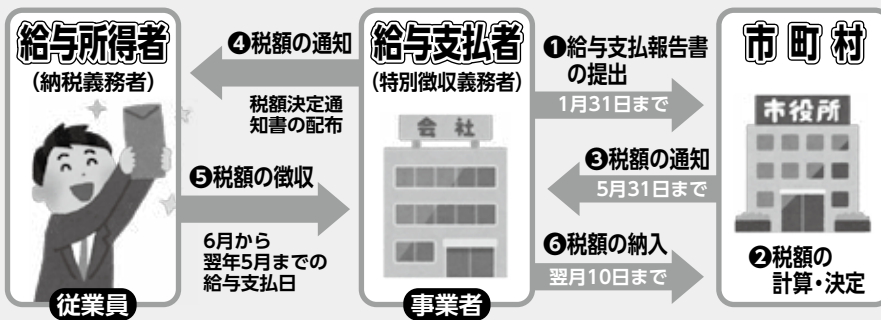 給与所得者
(納税義務者)
従業員
❹税額の通知
税額決定通
知書の配布
❺税額の徴収
6月から
翌年5月までの
給与支払日
給与支払者
(特別徴収義務者)
会社
事業者
❶給与支払報告書
の提出
1月31日まで
❸税額の通知
5月31日まで
❻税額の納入
翌月10日まで
市町村
市役所
❷税額の
計算・決定